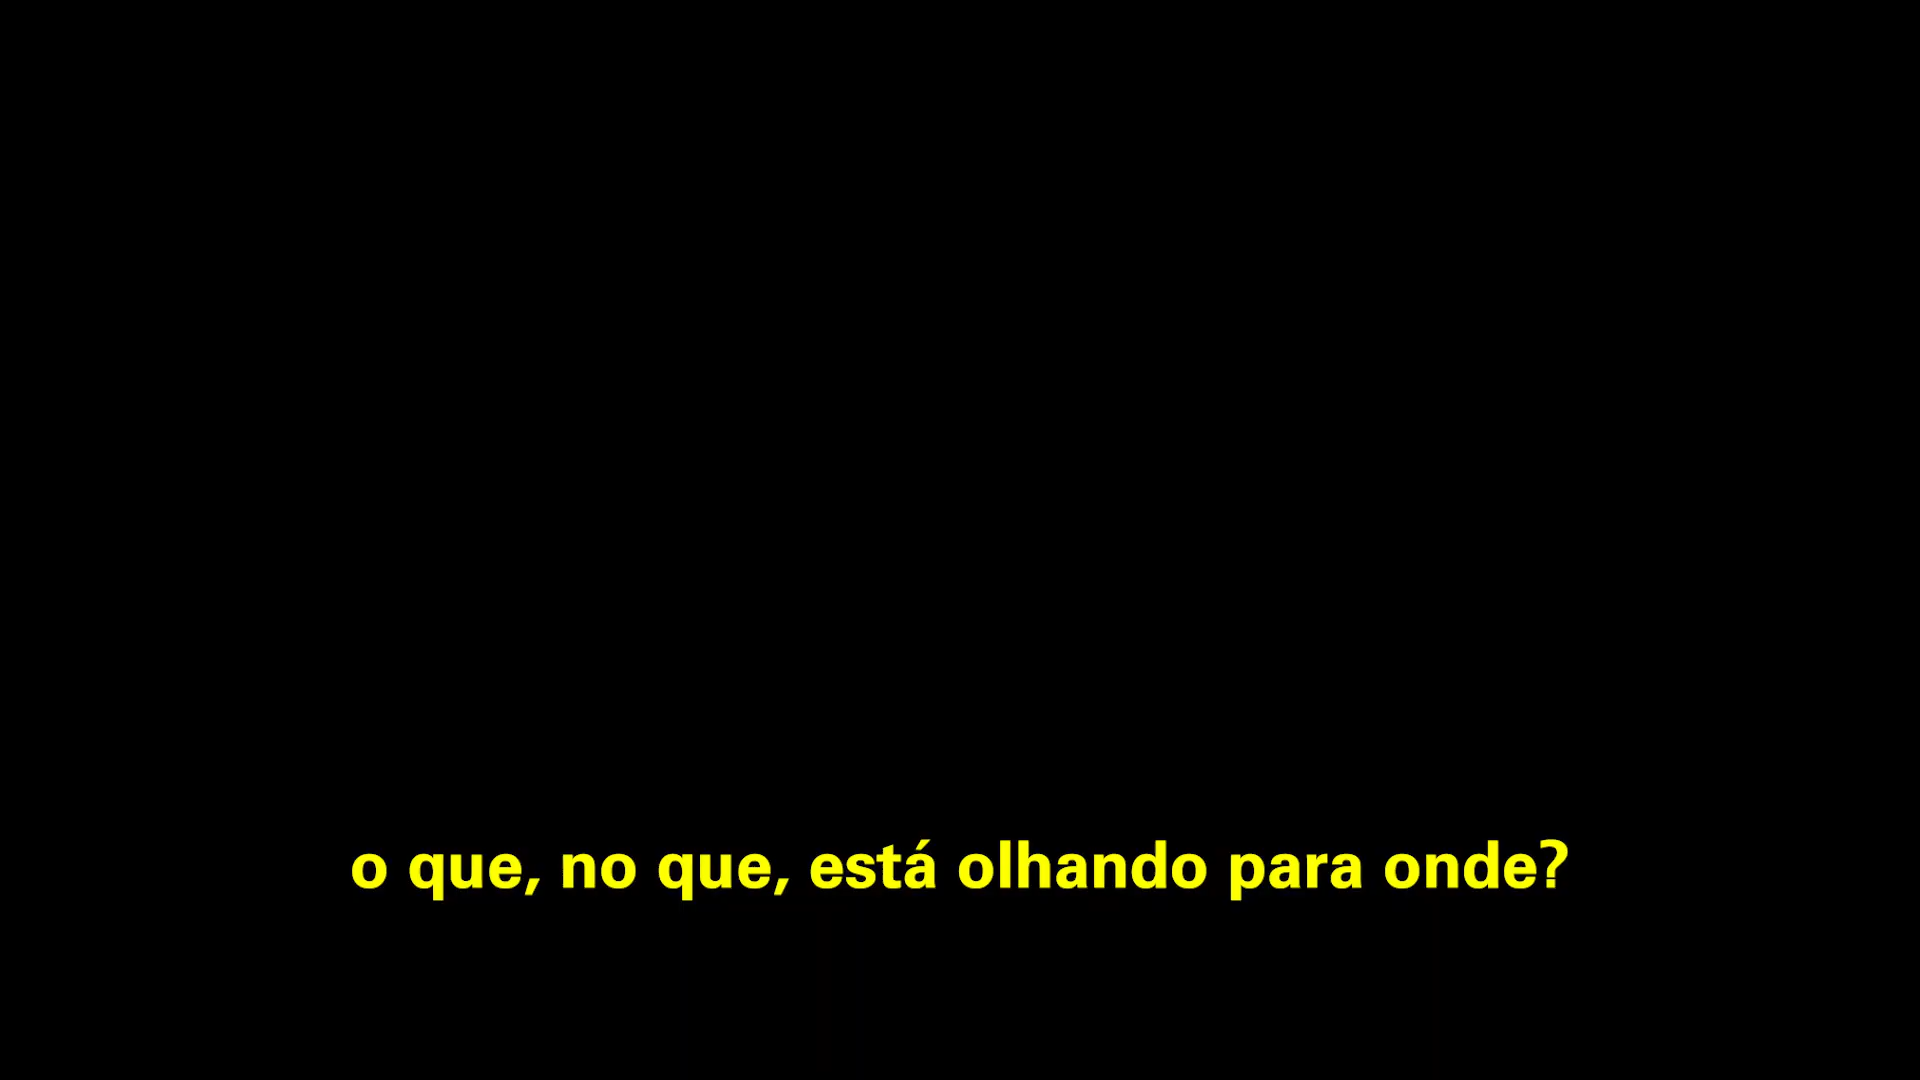 o que, no que, está olhando para onde?